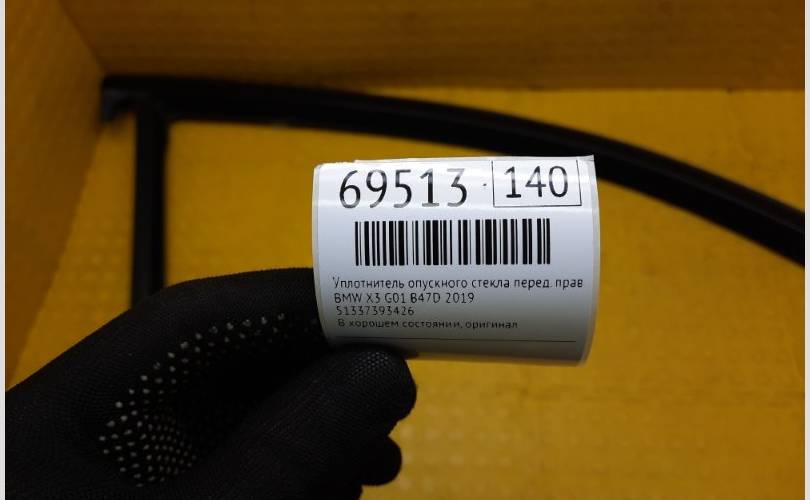 69513 · 140
Уплотнитель опускного стекла перед. прав
BMW X3 G01 B47D 2019
51337393426
В хорошем состоянии, оригинал